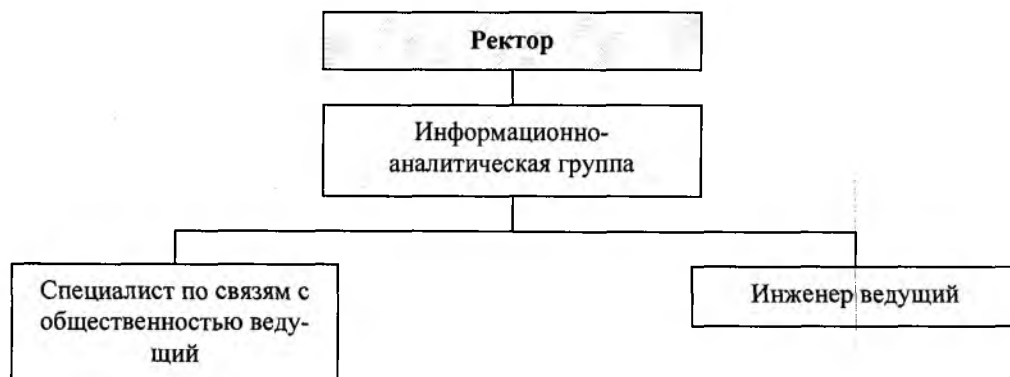 Ректор
Информационно-
аналитическая группа
Специалист по связям с
общественностью веду-
щий
Инженер ведущий